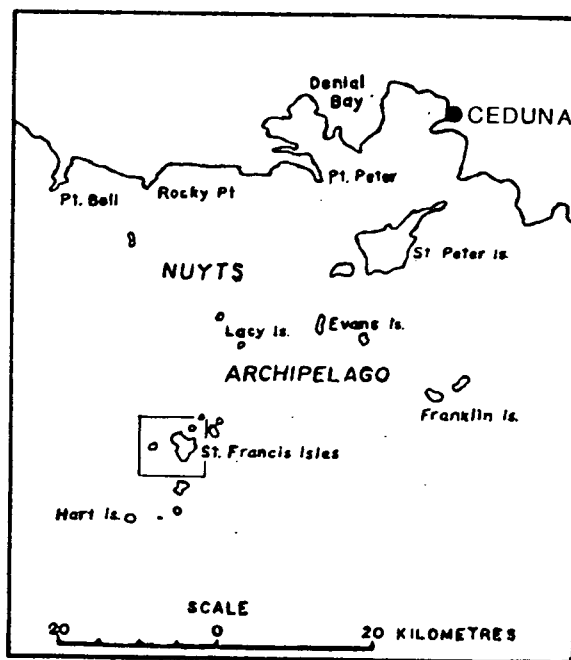 Denial
Bay
CEDUNA
Pt. Bell
Rocky Pt
Pt. Peter
St Peter Is.
NUYTS
Lacy Is.
Evans Is.
ARCHIPELAGO
Franklin Is.
St. Francis Isles
Hart Is.
SCALE
20 0 20 KILOMETRES